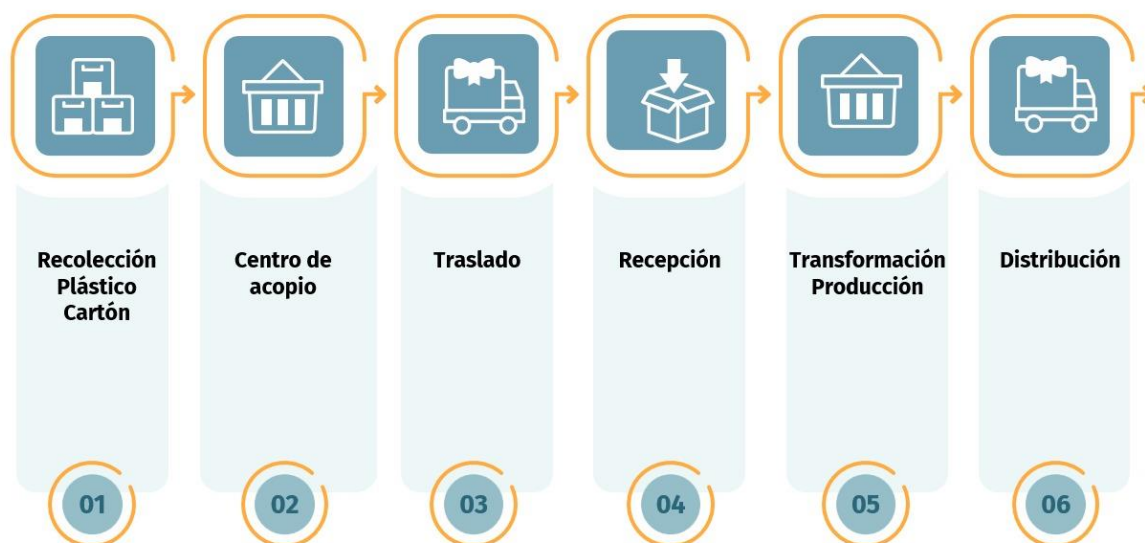 Recolección
Plástico
Cartón
Centro de
acopio
Traslado
Recepción
Transformación
Producción
Distribución
01
02
03
04
05
06